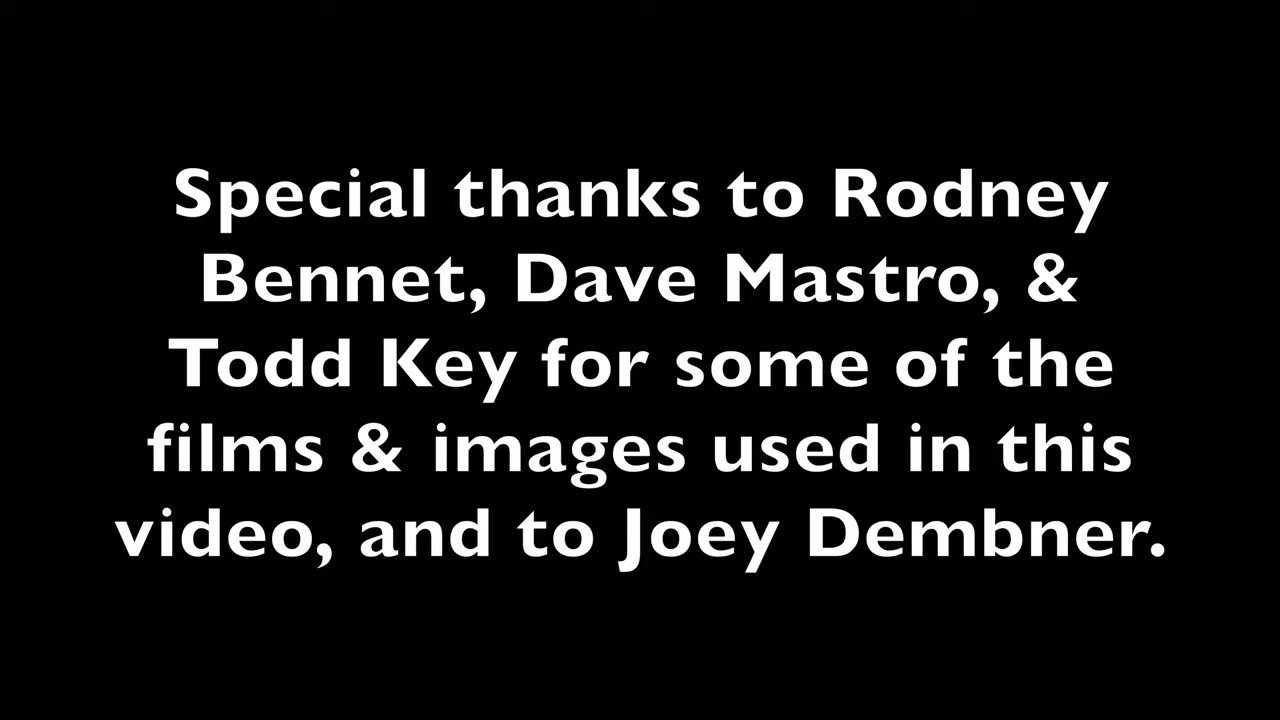 Special thanks to Rodney
Bennet, Dave Mastro, &
Todd Key for some of the
films & images used in this
video, and to Joey Dembner.